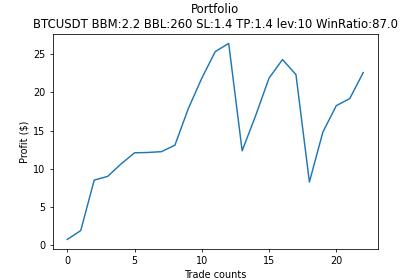 Portfolio
BTCUSDT BBM:2.2 BBL:260 SL:1.4 TP:1.4 lev:10 WinRatio:87.0
Profit ($)
25
20
15
10
5
0
0 5 10 15 20
Trade counts